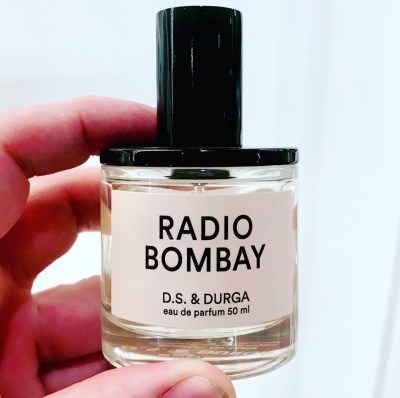 RADIO
BOMBAY
D.S. & DURGA
eau de parfum 50 ml